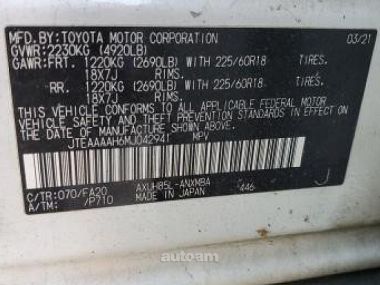 MFD.BY:TOYOTA MOTOR CORPORATION 03/21
GVWR:2230KG (4920LB)
GAWR:FRT. 1220KG (2690LB) WITH 225/60R18 TIRES.
18X7J RIMS.
RR. 1220KG (2690LB) WITH 225/60R18 TIRES.
18X7J RIMS.
THIS VEHICLE CONFORMS TO ALL APPLICABLE FEDERAL MOTOR
VEHICLE SAFETY AND THEFT PREVENTION STANDARDS
IN EFFECT ON THE DATE OF MANUFACTURE SHOWN ABOVE.
JTEAAAAH6MJ042941 MPV
C/TR:070/FA20 AXUH85L-ANXMBA 446 J
A/TM: /P710 MADE IN JAPAN
autoam